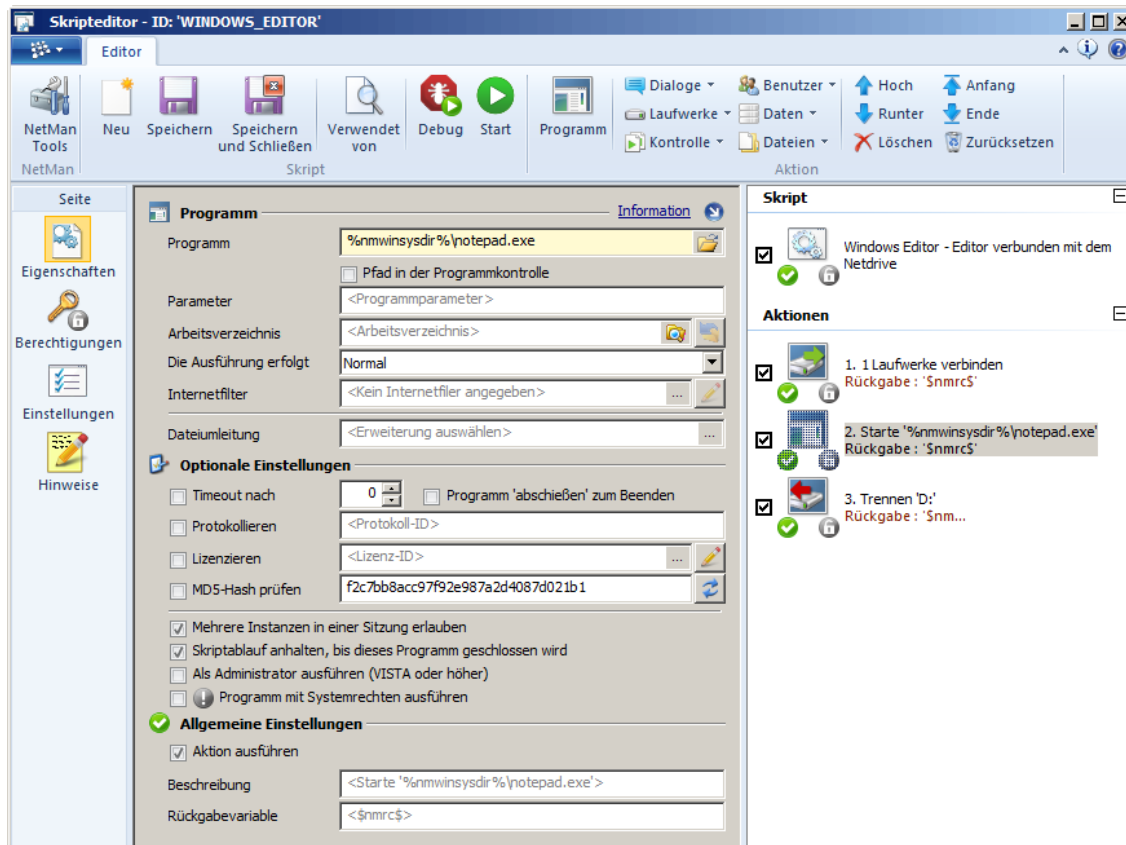 Skripteditor - ID: 'WINDOWS_EDITOR'
Editor
NetMan Tools
Neu
Speichern
Speichern und Schließen
Verwendet von
Debug
Start
Programm
Dialoge
Laufwerke
Kontrolle
Benutzer
Daten
Dateien
Hoch
Runter
Löschen
Anfang
Ende
Zurücksetzen
NetMan
Skript
Aktion
Seite
Eigenschaften
Berechtigungen
Einstellungen
Hinweise
Programm
Information
Programm
%nmwinsysdir%\notepad.exe
Pfad in der Programmkontrolle
Parameter
<Programmparameter>
Arbeitsverzeichnis
<Arbeitsverzeichnis>
Die Ausführung erfolgt
Normal
Internetfilter
<Kein Internetfiler angegeben>
...
Dateiumleitung
<Erweiterung auswählen>
...
Optionale Einstellungen
Timeout nach
0
Programm 'abschießen' zum Beenden
Protokollieren
<Protokoll-ID>
Lizenzieren
<Lizenz-ID>
...
MD5-Hash prüfen
f2c7bb8acc97f92e987a2d4087d021b1
Mehrere Instanzen in einer Sitzung erlauben
Skriptablauf anhalten, bis dieses Programm geschlossen wird
Als Administrator ausführen (VISTA oder höher)
Programm mit Systemrechten ausführen
Allgemeine Einstellungen
Aktion ausführen
Beschreibung
<Starte '%nmwinsysdir%\notepad.exe'>
Rückgabevariable
<$nmrc$>
Skript
Windows Editor - Editor verbunden mit dem
Netdrive
Aktionen
1. 1 Laufwerke verbinden
Rückgabe : '$nmrc$'
2. Starte '%nmwinsysdir%\notepad.exe'
Rückgabe : '$nmrc$'
3. Trennen 'D:'
Rückgabe : '$nm...